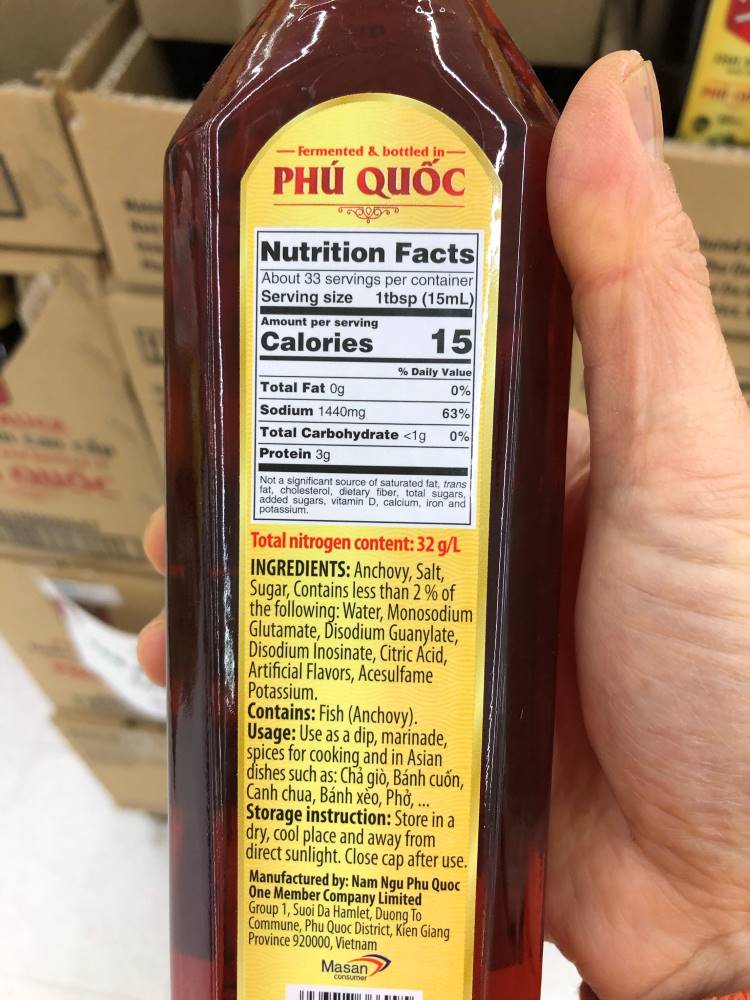 Fermented & bottled in
PHÚ QUỐC
Nutrition Facts
About 33 servings per container
Serving size 1tbsp (15mL)
Amount per serving
Calories 15
% Daily Value
Total Fat 0g 0%
Sodium 1440mg 63%
Total Carbohydrate <1g 0%
Protein 3g
Not a significant source of saturated fat, trans
fat, cholesterol, dietary fiber, total sugars,
added sugars, vitamin D, calcium, iron and
potassium.
Total nitrogen content: 32 g/L
INGREDIENTS: Anchovy, Salt,
Sugar, Contains less than 2 % of
the following: Water, Monosodium
Glutamate, Disodium Guanylate,
Disodium Inosinate, Citric Acid,
Artificial Flavors, Acesulfame
Potassium.
Contains: Fish (Anchovy).
Usage: Use as a dip, marinade,
spices for cooking and in Asian
dishes such as: Chả giò, Bánh cuốn,
Canh chua, Bánh xèo, Phở, ...
Storage instruction: Store in a
dry, cool place and away from
direct sunlight. Close cap after use.
Manufactured by: Nam Ngu Phu Quoc
One Member Company Limited
Group 1, Suoi Da Hamlet, Duong To
Commune, Phu Quoc District, Kien Giang
Province 920000, Vietnam
Masan
consumer